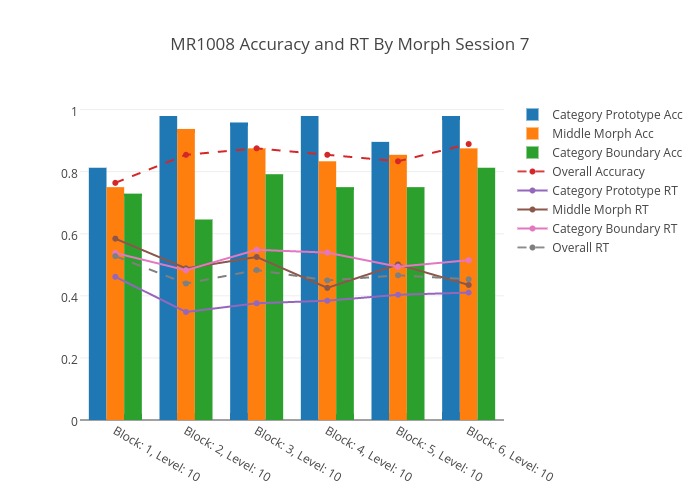 MR1008 Accuracy and RT By Morph Session 7
1
0.8
0.6
0.4
0.2
0
Block: 1, Level: 10
Block: 2, Level: 10
Block: 3, Level: 10
Block: 4, Level: 10
Block: 5, Level: 10
Block: 6, Level: 10
Category Prototype Acc
Middle Morph Acc
Category Boundary Acc
Overall Accuracy
Category Prototype RT
Middle Morph RT
Category Boundary RT
Overall RT